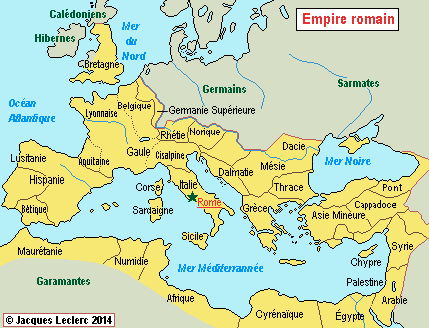 Calédoniens
Empire romain
Hibernes
Mer
du
Nord
Bretagne
Germains
Sarmates
Océan
Atlantique
Belgique
Germanie Supérieure
Lyonnaise
Rhétie
Norique
Dacie
Gaule
Cisalpine
Mer Noire
Lusitanie
Aquitaine
Dalmatie
Mésie
Hispanie
Corse
Italie
Thrace
Pont
Rome
Cappadoce
Bétique
Sardaigne
Grèce
Asie Mineure
Sicile
Syrie
Maurétanie
Numidie
Mer Méditerrannée
Chypre
Garamantes
Palestine
Afrique
Arabie
Cyrénaïque
Égypte
© Jacques Leclerc 2014